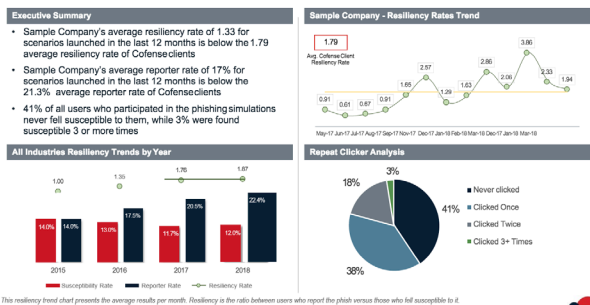 Executive Summary
• Sample Company's average resiliency rate of 1.33 for
scenarios launched in the last 12 months is below the 1.79
average resiliency rate of Cofense clients
• Sample Company's average reporter rate of 17% for
scenarios launched in the last 12 months is below the
21.3% average reporter rate of Cofense clients
• 41% of all users who participated in the phishing simulations
never fell susceptible to them, while 3% were found
susceptible 3 or more times
Sample Company - Resiliency Rates Trend
1.79
Avg. Cofense Client
Resiliency Rate
0.91 0.61 0.67 0.91 1.65 2.57 1.29 1.63 2.86 2.06 3.86 2.33 1.94
May-17 Jun-17 Jul-17 Aug-17 Sep-17 Nov-17 Dec-17 Jan-18 Feb-18 Mar-18 Dec-17 Jan-18 Mar-18
All Industries Resiliency Trends by Year
1.00 1.35 1.76 1.87
14.0% 14.0% 13.0% 17.5% 11.7% 20.5% 12.0% 22.4%
2015 2016 2017 2018
Susceptibility Rate Reporter Rate Resiliency Rate
Repeat Clicker Analysis
3%
18%
41%
38%
Never clicked
Clicked Once
Clicked Twice
Clicked 3+ Times
This resiliency trend chart presents the average results per month. Resiliency is the ratio between users who report the phish versus those who fell susceptible to it.